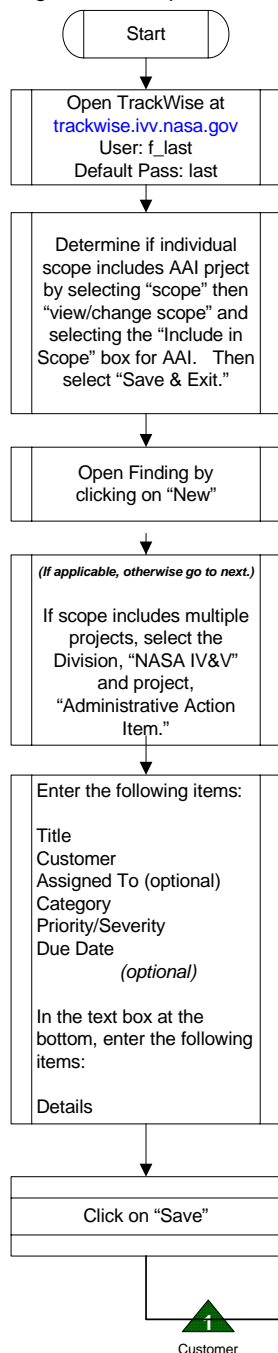 Start
Open TrackWise at
trackwise.ivv.nasa.gov
User: f_last
Default Pass: last
Determine if individual
scope includes AAI prject
by selecting “scope” then
“view/change scope” and
selecting the “Include in
Scope” box for AAI. Then
select “Save & Exit.”
Open Finding by
clicking on “New”
(If applicable, otherwise go to next.)
If scope includes multiple
projects, select the
Division, “NASA IV&V”
and project,
“Administrative Action
Item.”
Enter the following items:
Title
Customer
Assigned To (optional)
Category
Priority/Severity
Due Date
(optional)
In the text box at the
bottom, enter the following
items:
Details
Click on “Save”
1
Customer